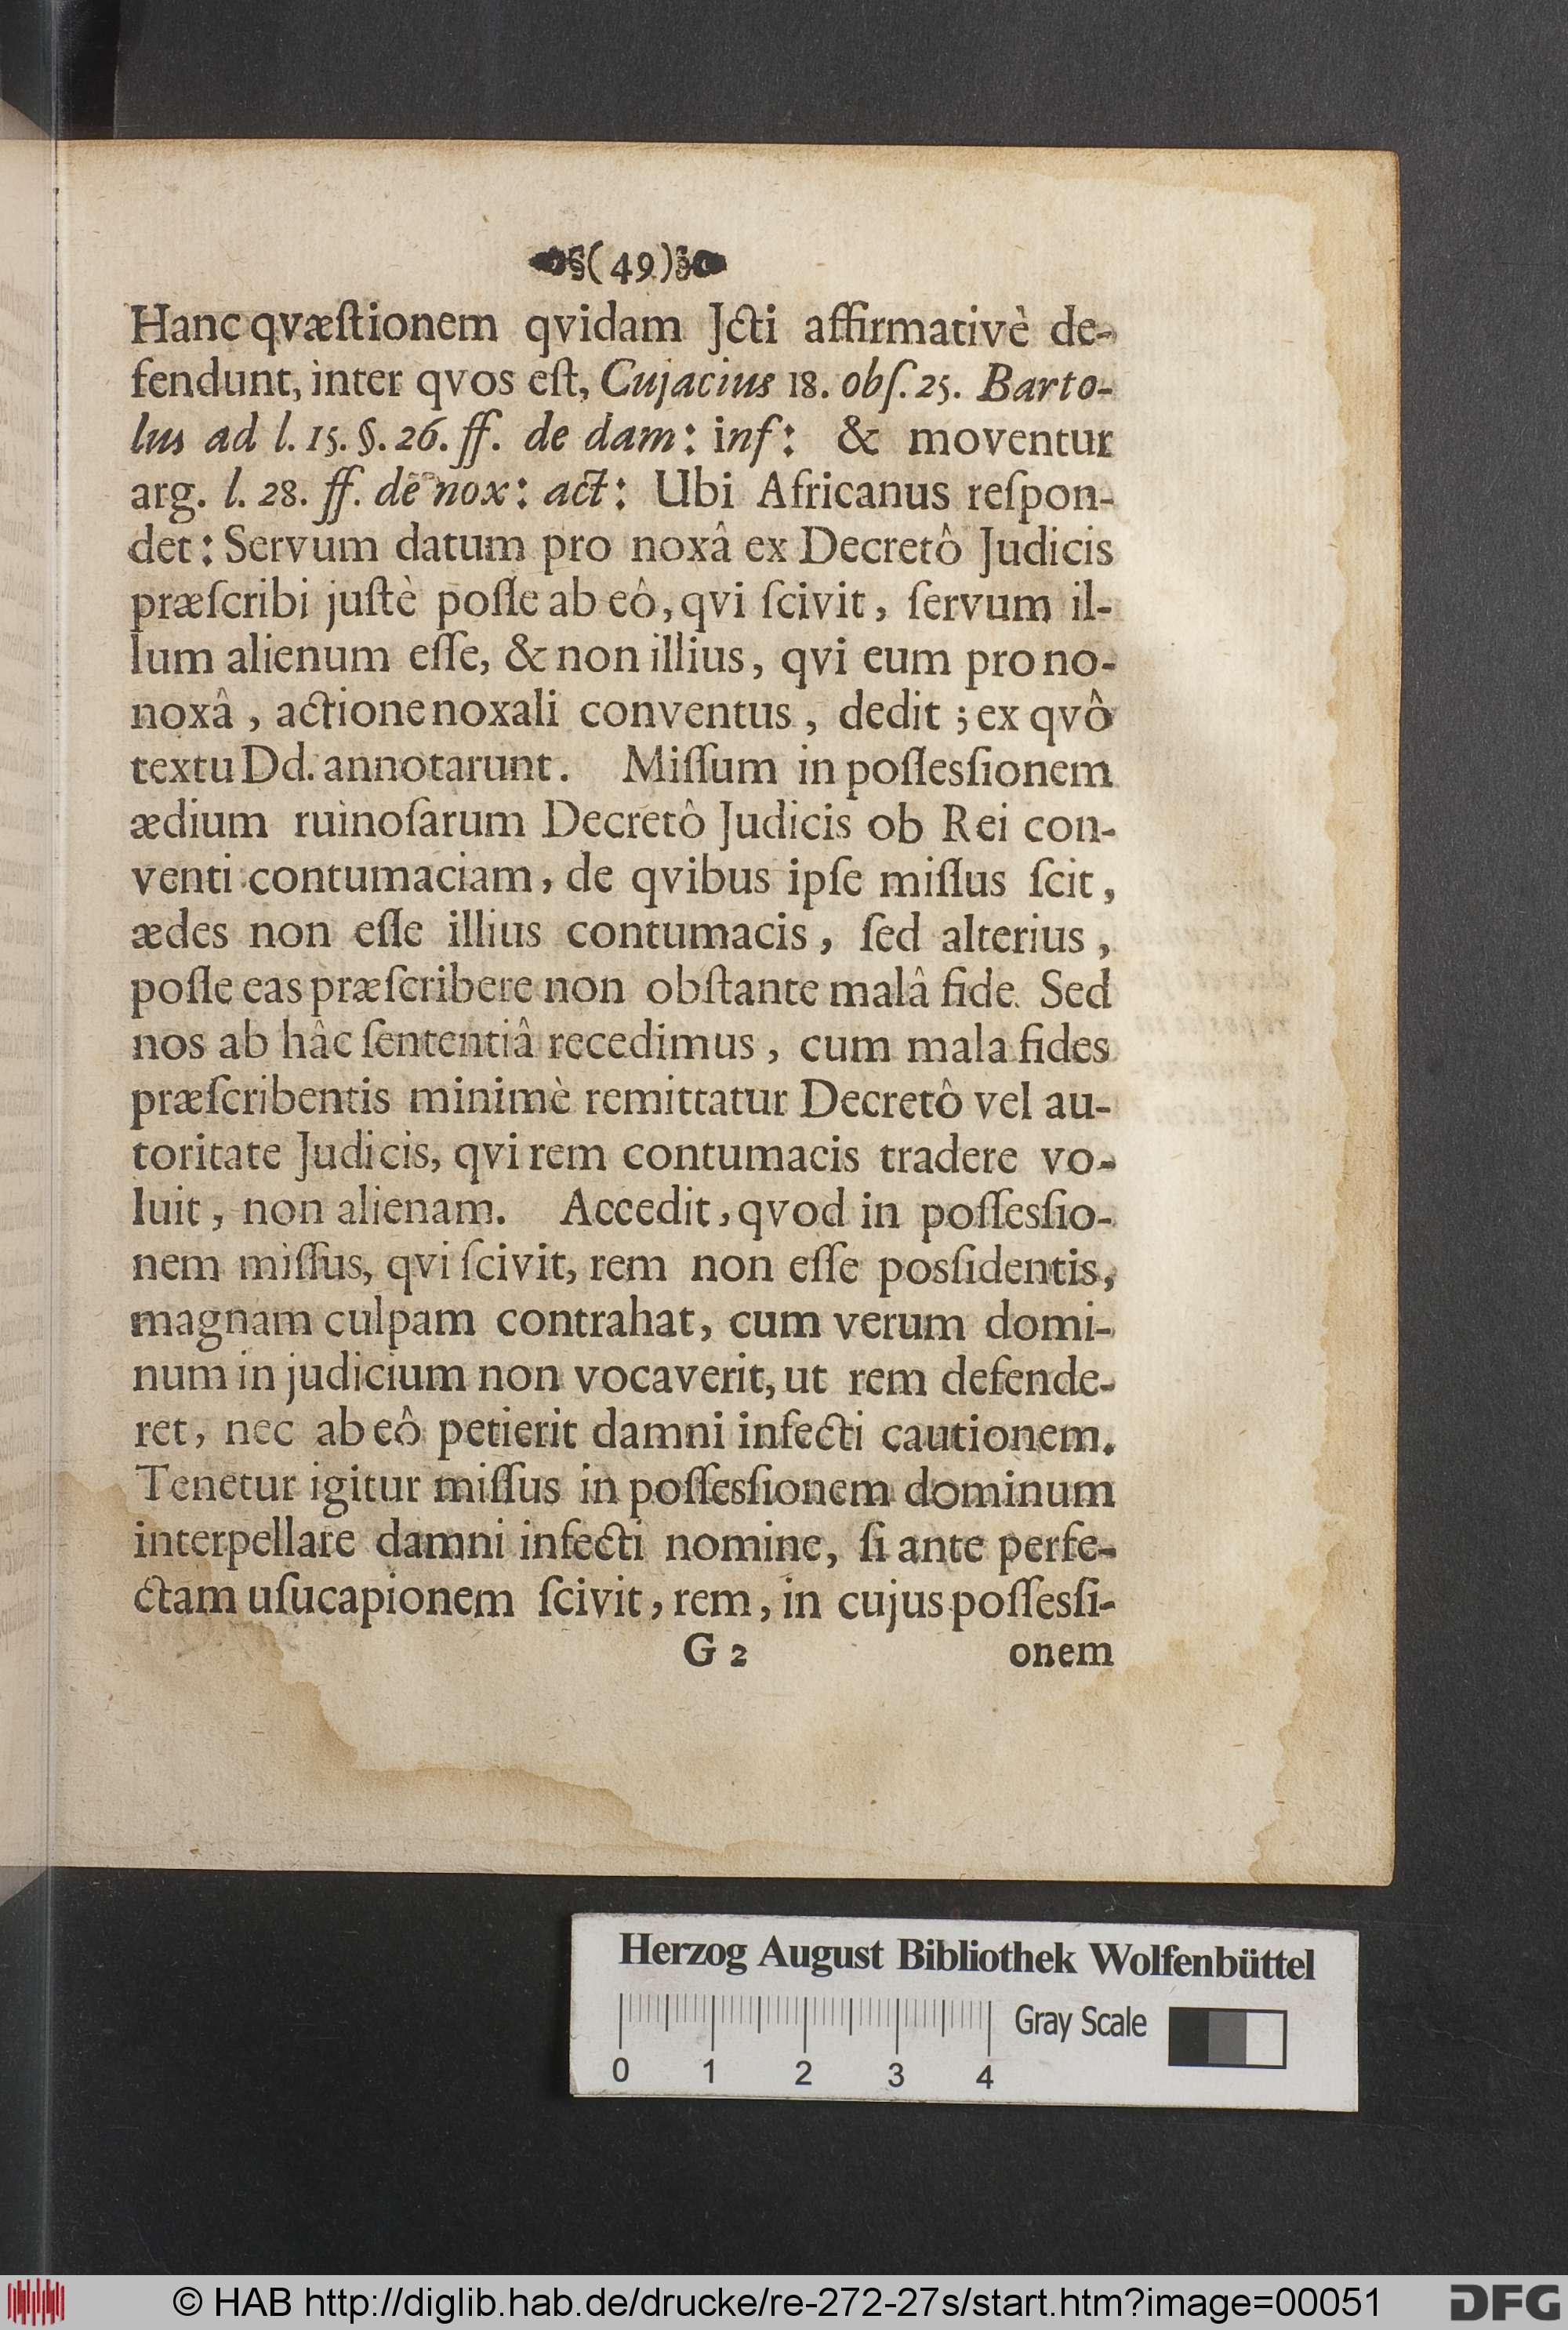 (49)
Hanc qvæſtionem qvidam Jcti affirmativè de-
fendunt, inter qvos eſt, Cujacius 18. obſ. 25. Barto-
lus ad l. 15. §. 26. ff. de dam: inf: & moventur
arg. l. 28. ff. de nox: act: Ubi Africanus reſpon-
det: Servum datum pro noxâ ex Decretô Judicis
præſcribi juſtè poſſe ab eô, qvi ſcivit, ſervum il-
lum alienum eſſe, & non illius, qvi eum pro no-
noxâ, actione noxali conventus, dedit; ex qvô
textu Dd. annotarunt. Miſſum in poſſesſionem
ædium ruinoſarum Decretô Judicis ob Rei con-
venti contumaciam, de qvibus ipſe miſſus ſcit,
ædes non eſſe illius contumacis, ſed alterius,
poſſe eas præſcribere non obſtante malâ fide. Sed
nos ab hâc ſententiâ recedimus, cum mala fides
præſcribentis minimè remittatur Decretô vel au-
toritate Judicis, qvi rem contumacis tradere vo-
luit, non alienam. Accedit, qvod in poſſesſio-
nem miſſus, qvi ſcivit, rem non eſſe posſidentis,
magnam culpam contrahat, cum verum domi-
num in judicium non vocaverit, ut rem defende-
ret, nec ab eô petierit damni infecti cautionem.
Tenetur igitur miſſus in poſſesſionem dominum
interpellare damni infecti nomine, ſi ante perfe-
ctam uſucapionem ſcivit, rem, in cujus poſſesſi-
G 2 onem
Herzog August Bibliothek Wolfenbüttel
Gray Scale
0 1 2 3 4
© HAB http://diglib.hab.de/drucke/re-272-27s/start.htm?image=00051
DFG